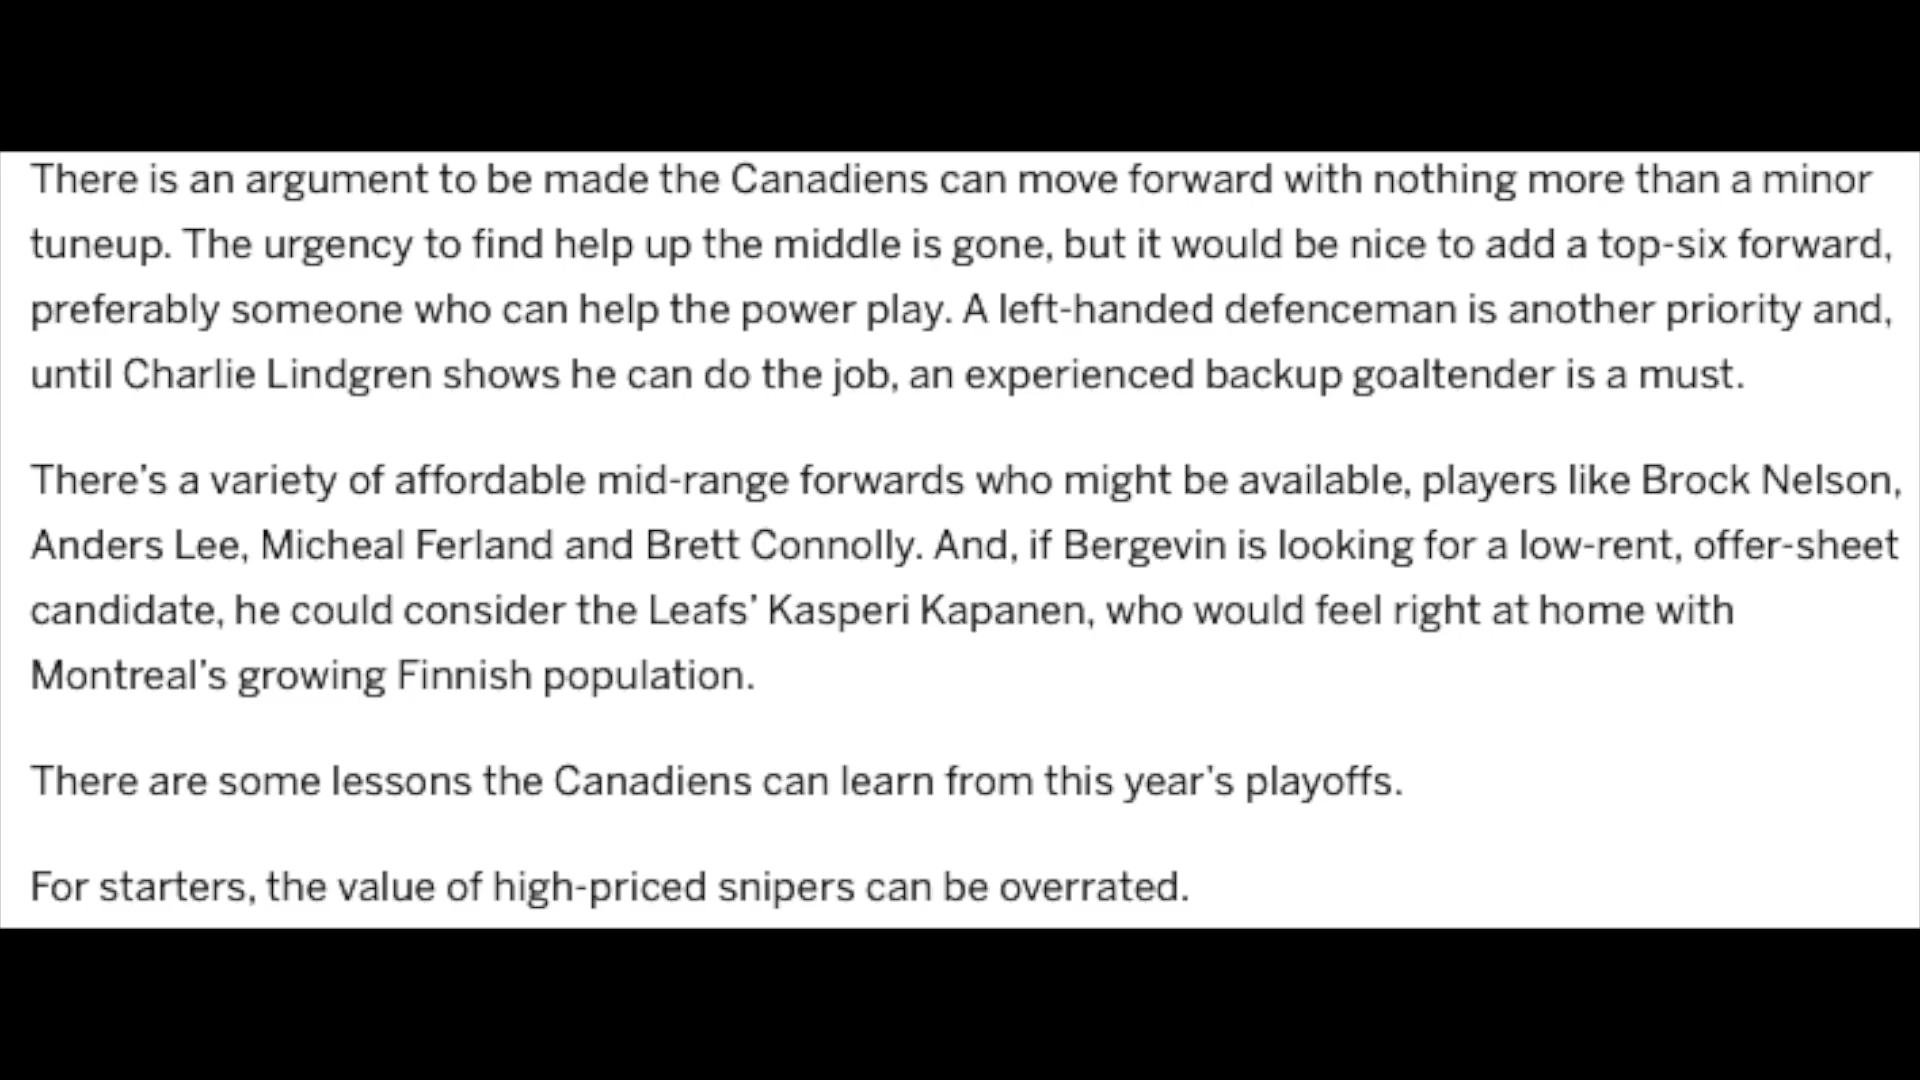 There is an argument to be made the Canadiens can move forward with nothing more than a minor
tuneup. The urgency to find help up the middle is gone, but it would be nice to add a top-six forward,
preferably someone who can help the power play. A left-handed defenceman is another priority and,
until Charlie Lindgren shows he can do the job, an experienced backup goaltender is a must.
There's a variety of affordable mid-range forwards who might be available, players like Brock Nelson,
Anders Lee, Micheal Ferland and Brett Connolly. And, if Bergevin is looking for a low-rent, offer-sheet
candidate, he could consider the Leafs’ Kasperi Kapanen, who would feel right at home with
Montreal's growing Finnish population.
There are some lessons the Canadiens can learn from this year's playoffs.
For starters, the value of high-priced snipers can be overrated.